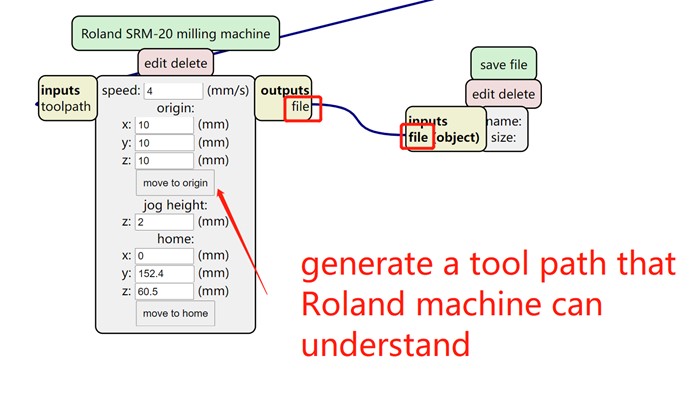 Roland SRM-20 milling machine
edit delete
inputs
toolpath
speed: 4 (mm/s)
origin:
x: 10 (mm)
y: 10 (mm)
z: 10 (mm)
move to origin
jog height:
z: 2 (mm)
home:
x: 0 (mm)
y: 152.4 (mm)
z: 60.5 (mm)
move to home
outputs
file
save file
edit delete
inputs
file (object)
name:
size:
generate a tool path that
Roland machine can
understand